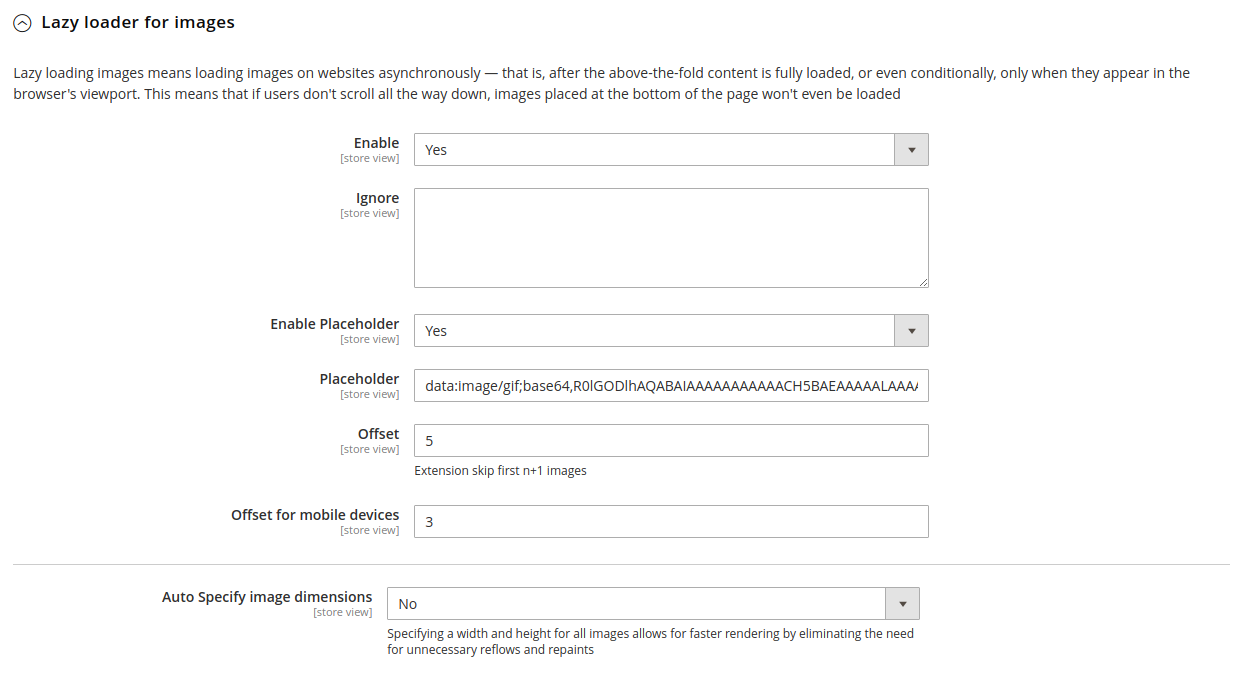 Lazy loader for images
Lazy loading images means loading images on websites asynchronously — that is, after the above-the-fold content is fully loaded, or even conditionally, only when they appear in the
browser's viewport. This means that if users don't scroll all the way down, images placed at the bottom of the page won't even be loaded
Enable
[store view]
Yes
Ignore
[store view]
Enable Placeholder
[store view]
Yes
Placeholder
[store view]
data:image/gif;base64,R0lGODlhAQABAIAAAAAAAAAAACH5BAEAAAAALAAAA
Offset
[store view]
5
Extension skip first n+1 images
Offset for mobile devices
[store view]
3
Auto Specify image dimensions
[store view]
No
Specifying a width and height for all images allows for faster rendering by eliminating the need
for unnecessary reflows and repaints